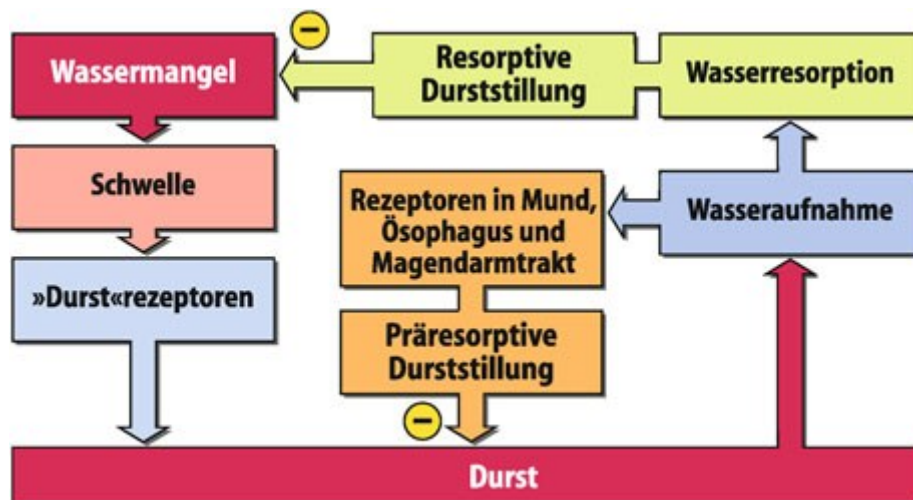 Wassermangel
Resorptive
Durststillung
Wasserresorption
Schwelle
Rezeptoren in Mund,
Ösophagus und
Magendarmtrakt
Wasseraufnahme
»Durst«rezeptoren
Präresorptive
Durststillung
Durst